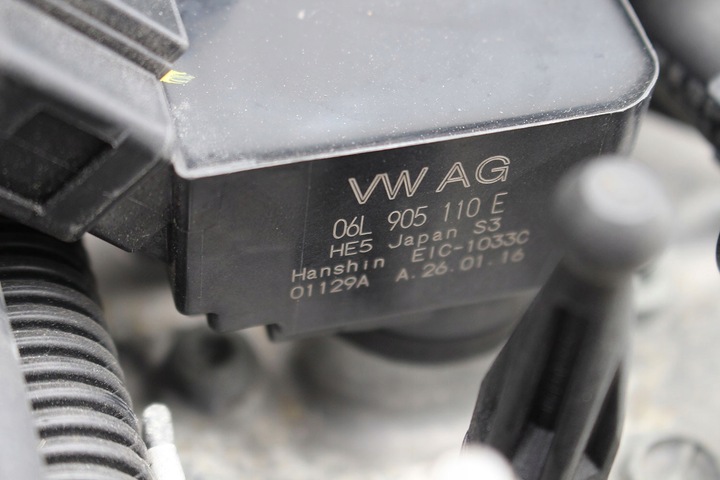 VW AG
06L 905 110 E
HE5 Japan S3
Hanshin EIC-1033C
01129A A.26.01.16